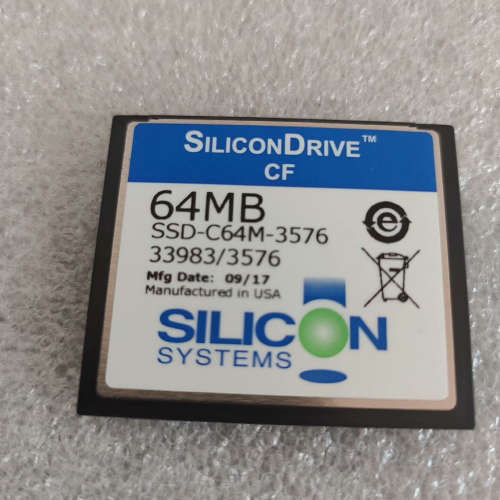 SILICONDRIVE™
CF
64MB
SSD-C64M-3576
33983/3576
Mfg Date: 09/17
Manufactured in USA
SILICON
SYSTEMS
e